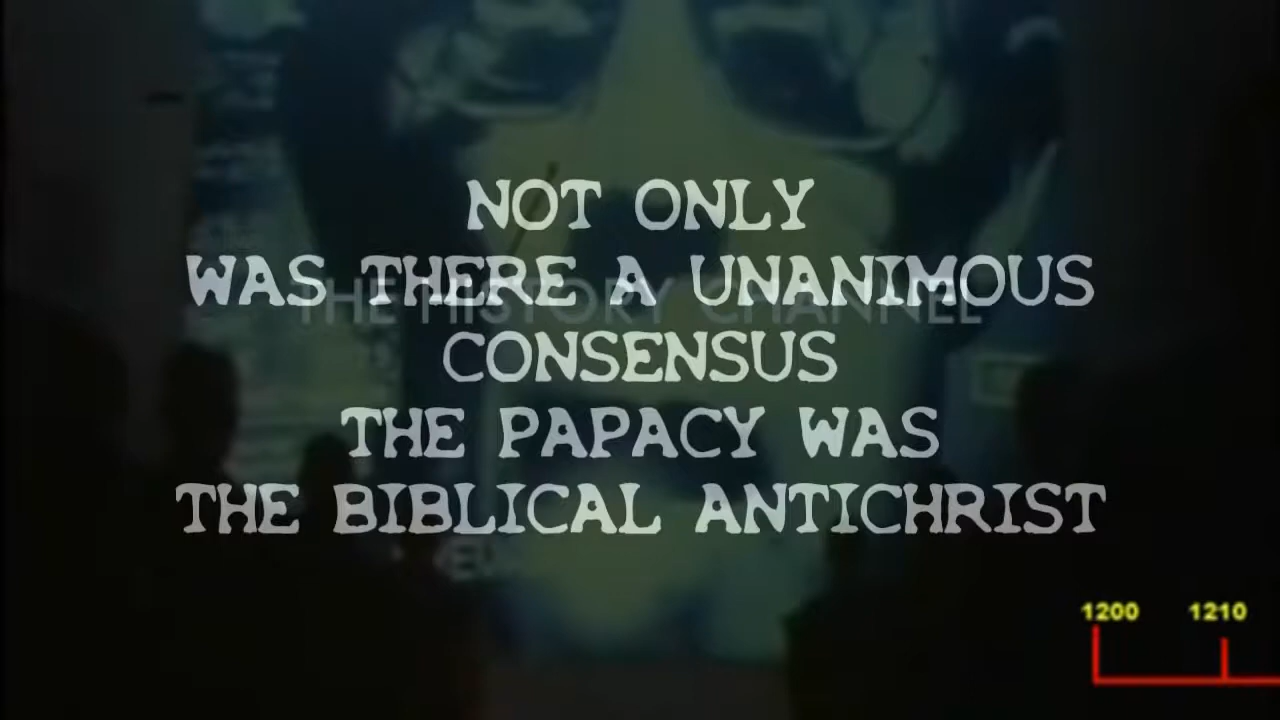 NOT ONLY
WAS THERE A UNANIMOUS
THE HISTORY CHANNEL
CONSENSUS
THE PAPACY WAS
THE BIBLICAL ANTICHRIST
1200 1210